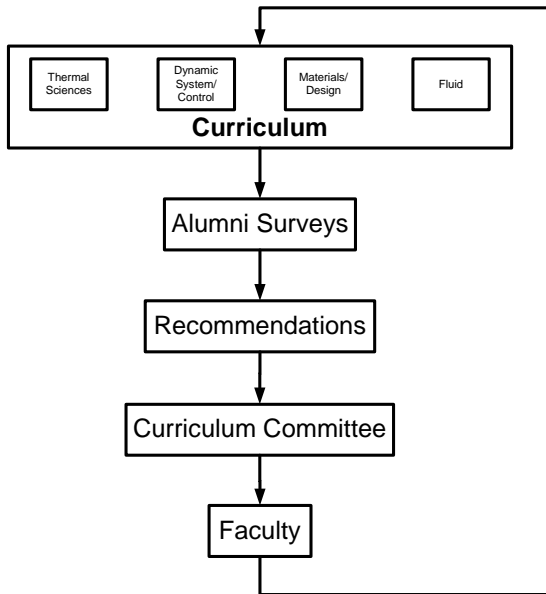 Thermal
Sciences
Dynamic
System/
Control
Materials/
Design
Fluid
Curriculum
Alumni Surveys
Recommendations
Curriculum Committee
Faculty